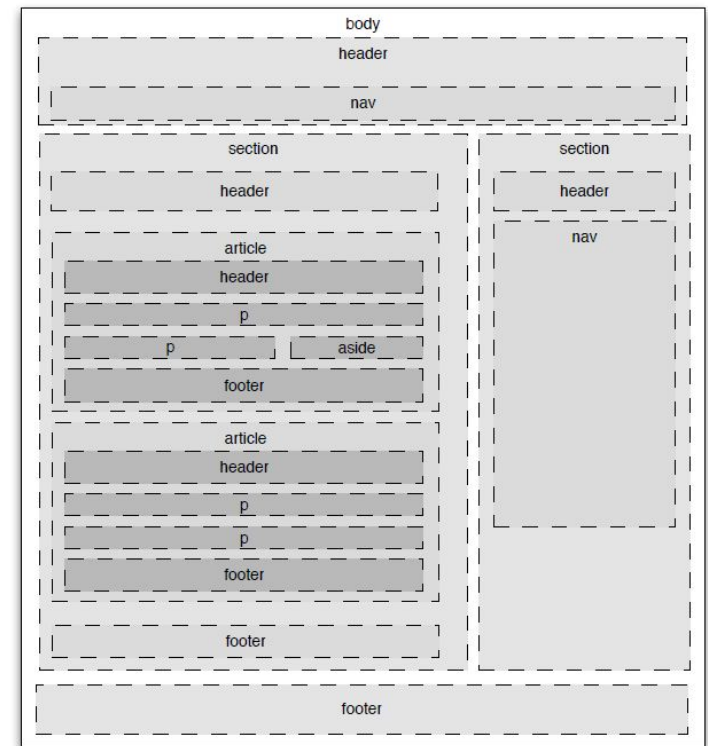 body
header
nav
section
header
article
header
p
p
aside
footer
article
header
p
p
footer
footer
section
header
nav
footer